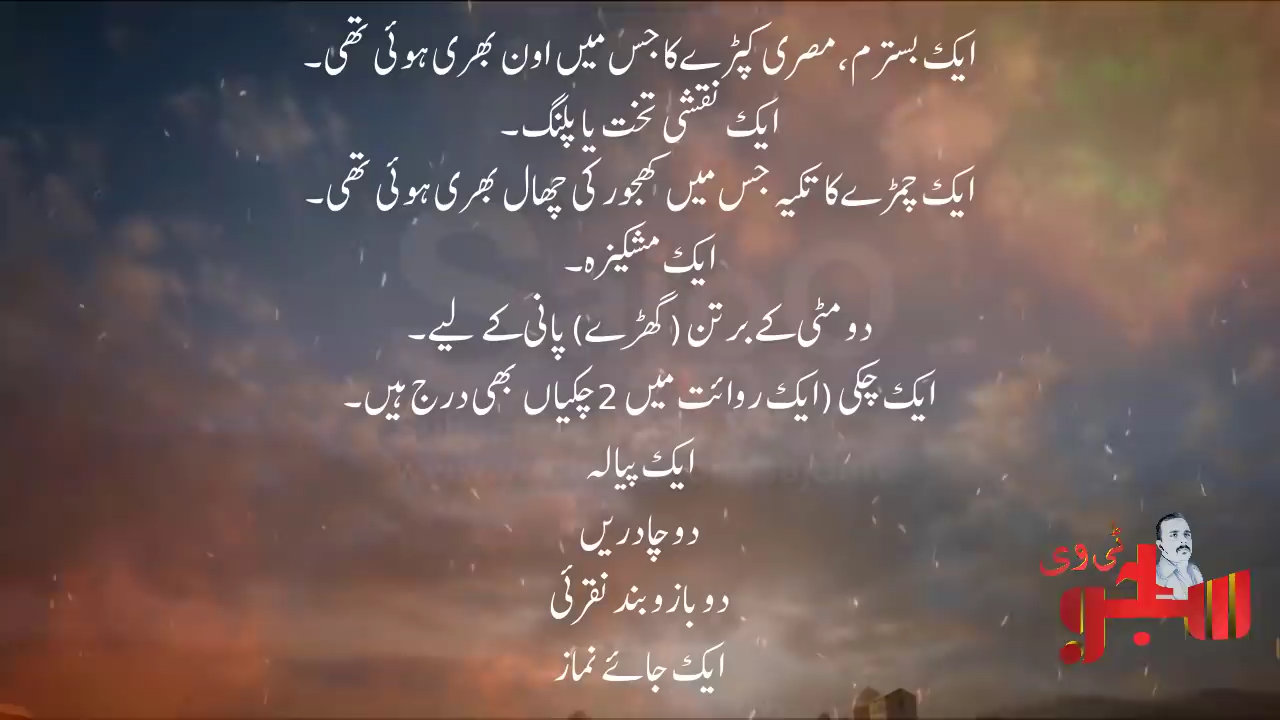 ایک بستر م، مصری کپڑے کا جس میں اون بھری ہوئی تھی۔
ایک نقشی تخت یا پلنگ۔
ایک چمڑے کا تکیہ جس میں کھجور کی چھال بھری ہوئی تھی۔
ایک مشکیزہ۔
دو مٹی کے برتن (گھڑے) پانی کے لیے۔
ایک چکی (ایک روائت میں 2 چکیاں بھی درج ہیں۔
ایک پیالہ
دو چادریں
دو بازو بند نقرئی
ایک جائے نماز
ٹی وی